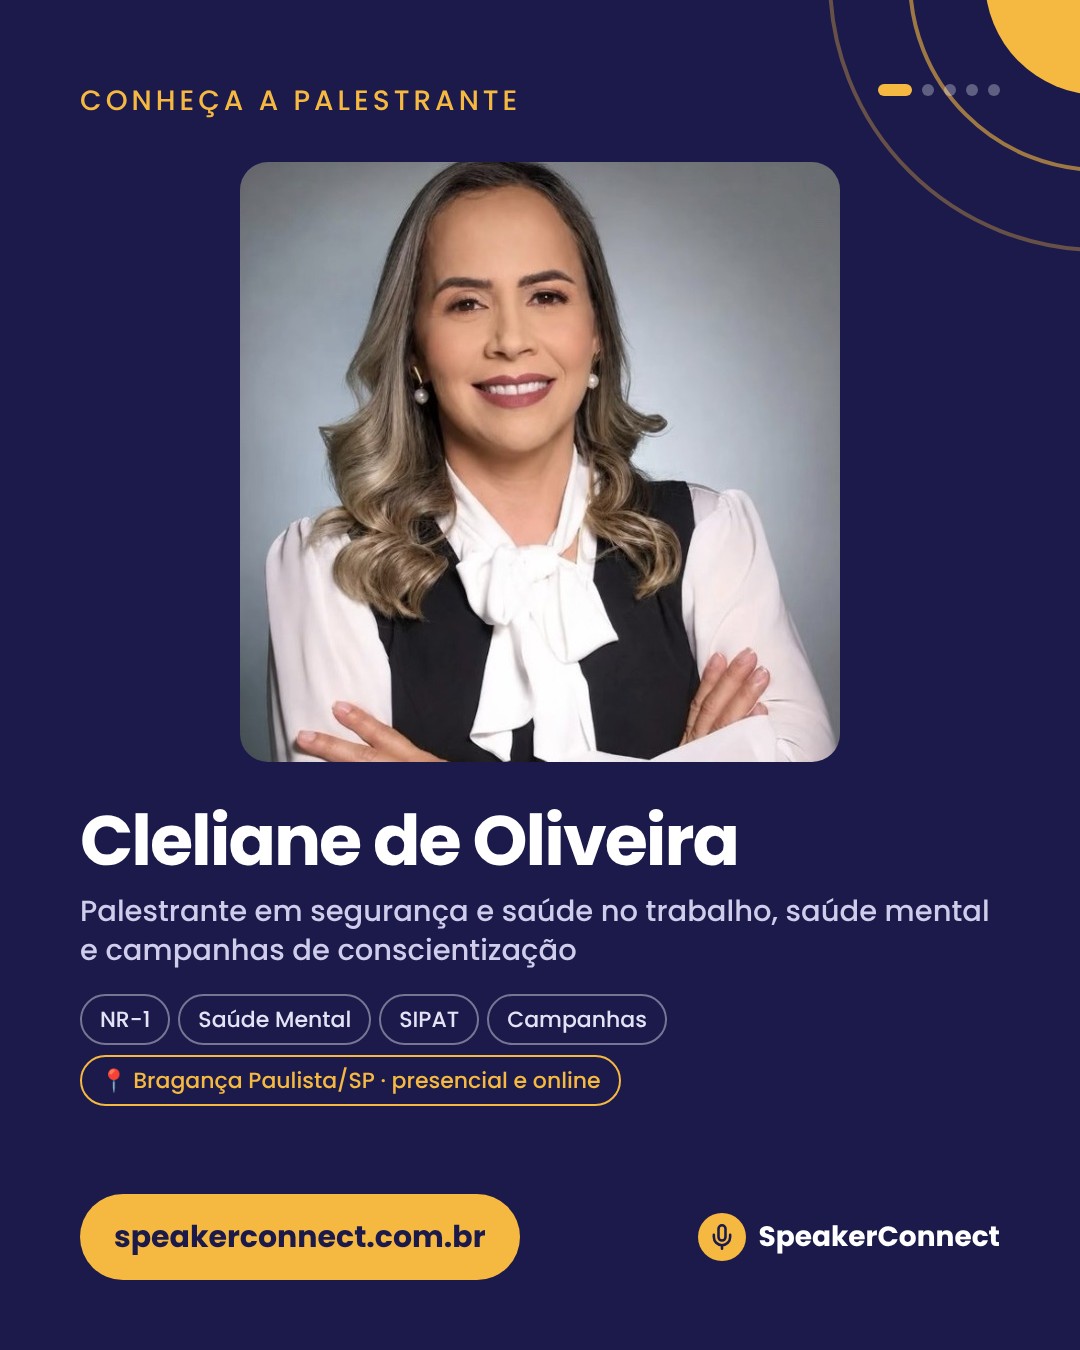 CONHEÇA A PALESTRANTE
Cleliane de Oliveira
Palestrante em segurança e saúde no trabalho, saúde mental
e campanhas de conscientização
NR-1 Saúde Mental SIPAT Campanhas
📍 Bragança Paulista/SP · presencial e online
speakerconnect.com.br SpeakerConnect